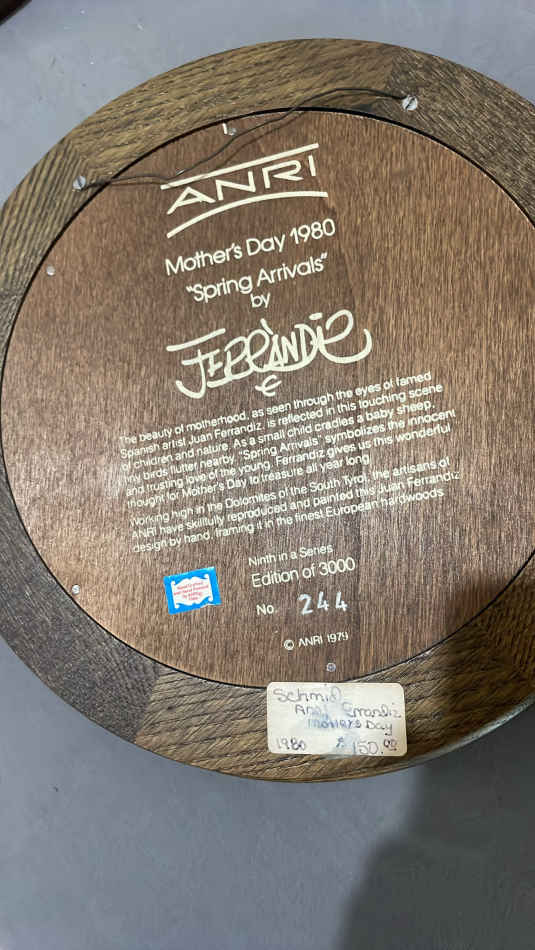 ANRI
Mother's Day 1980
"Spring Arrivals"
by
Ferrándiz
The beauty of motherhood, as seen through the eyes of famed
Spanish artist Juan Ferrandiz, is reflected in this touching scene
of children and nature. As a small child cradles a baby sheep,
tiny birds flutter nearby. "Spring Arrivals" symbolizes the innocent
and trusting love of the young. Ferrandiz gives us this wonderful
thought for Mother's Day to treasure all year long.
Working high in the Dolomites of the South Tyrol, the artisans of
ANRI have skillfully reproduced and painted this Juan Ferrandiz
design by hand, framing it in the finest European hardwoods.
Ninth in a Series
Edition of 3000
No. 244
© ANRI 1979
Schmid
Mothers Day
1980 $150.00